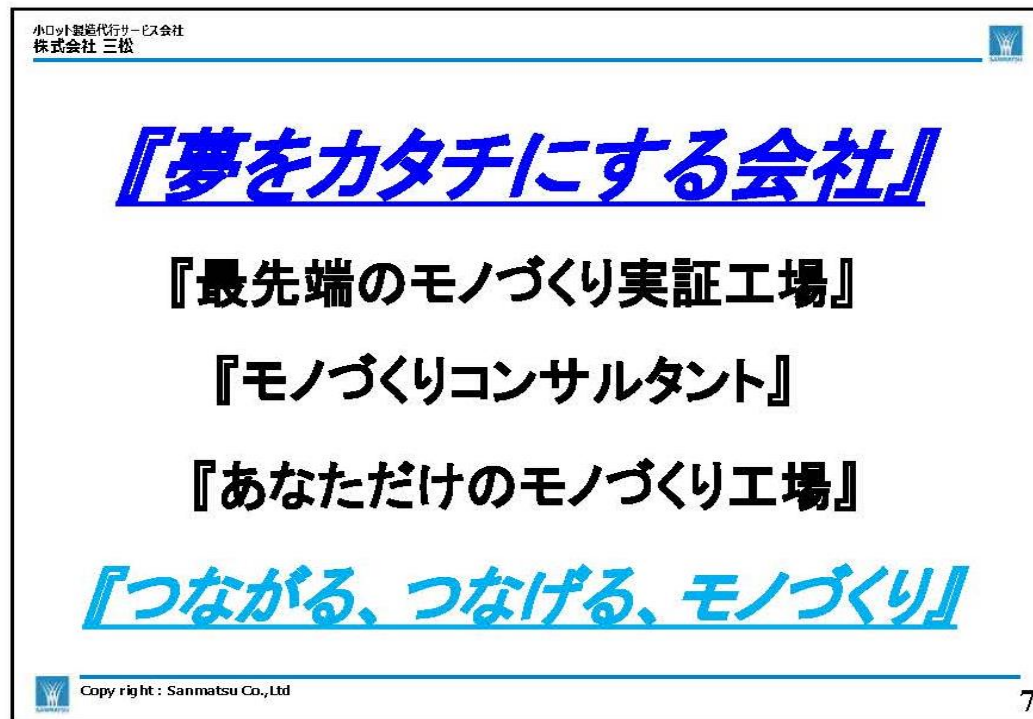 小ロット製造代行サービス会社
株式会社 三松
SANMATSU
『夢をカタチにする会社』
『最先端のモノづくり実証工場』
『モノづくりコンサルタント』
『あなただけのモノづくり工場』
『つながる、つなげる、モノづくり』
SANMATSU
Copy right : Sanmatsu Co.,Ltd
7